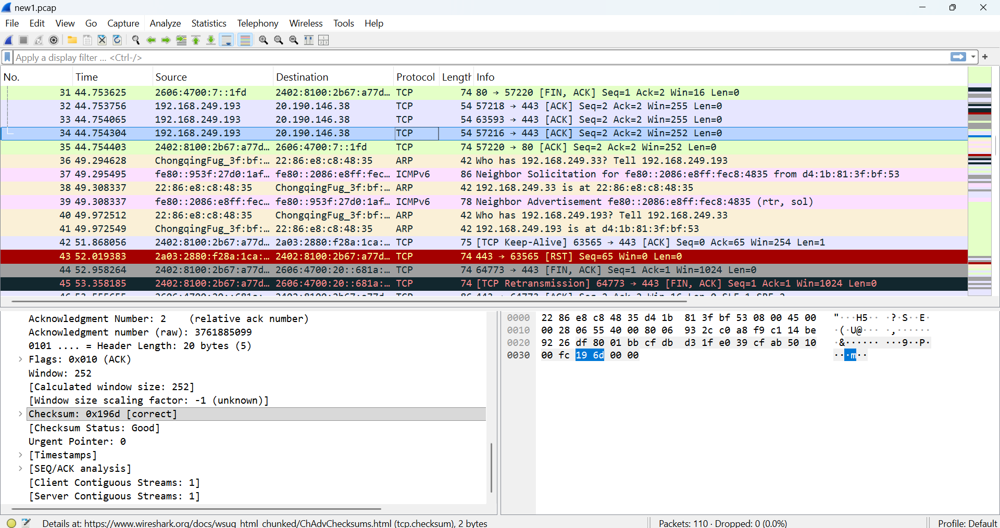 new1.pcap
File Edit View Go Capture Analyze Statistics Telephony Wireless Tools Help
Apply a display filter ... <Ctrl-/>
No. Time Source Destination Protocol Length Info
31 44.753625 2606:4700:7::1fd 2402:8100:2b67:a77d… TCP 74 80 → 57220 [FIN, ACK] Seq=1 Ack=2 Win=16 Len=0
32 44.753756 192.168.249.193 20.190.146.38 TCP 54 57218 → 443 [ACK] Seq=2 Ack=2 Win=255 Len=0
33 44.754065 192.168.249.193 20.190.146.38 TCP 54 63593 → 443 [ACK] Seq=2 Ack=2 Win=255 Len=0
34 44.754304 192.168.249.193 20.190.146.38 TCP 54 57216 → 443 [ACK] Seq=2 Ack=2 Win=252 Len=0
35 44.754403 2402:8100:2b67:a77d… 2606:4700:7::1fd TCP 74 57220 → 80 [ACK] Seq=2 Ack=2 Win=252 Len=0
36 49.294628 ChongqingFug_3f:bf:… 22:86:e8:c8:48:35 ARP 42 Who has 192.168.249.33? Tell 192.168.249.193
37 49.295495 fe80::953f:27d0:1af… fe80::2086:e8ff:fec… ICMPv6 86 Neighbor Solicitation for fe80::2086:e8ff:fec8:4835 from d4:1b:81:3f:bf:53
38 49.308337 22:86:e8:c8:48:35 ChongqingFug_3f:bf:… ARP 42 192.168.249.33 is at 22:86:e8:c8:48:35
39 49.308337 fe80::2086:e8ff:fec… fe80::953f:27d0:1af… ICMPv6 78 Neighbor Advertisement fe80::2086:e8ff:fec8:4835 (rtr, sol)
40 49.972512 22:86:e8:c8:48:35 ChongqingFug_3f:bf:… ARP 42 Who has 192.168.249.193? Tell 192.168.249.33
41 49.972549 ChongqingFug_3f:bf:… 22:86:e8:c8:48:35 ARP 42 192.168.249.193 is at d4:1b:81:3f:bf:53
42 51.868056 2402:8100:2b67:a77d… 2a03:2880:f28a:1ca:… TCP 75 [TCP Keep-Alive] 63565 → 443 [ACK] Seq=0 Ack=65 Win=254 Len=1
43 52.019383 2a03:2880:f28a:1ca:… 2402:8100:2b67:a77d… TCP 74 443 → 63565 [RST] Seq=65 Win=0 Len=0
44 52.958264 2402:8100:2b67:a77d… 2606:4700:20::681a:… TCP 74 64773 → 443 [FIN, ACK] Seq=1 Ack=1 Win=1024 Len=0
45 53.358185 2402:8100:2b67:a77d… 2606:4700:20::681a:… TCP 74 [TCP Retransmission] 64773 → 443 [FIN, ACK] Seq=1 Ack=1 Win=1024 Len=0
Acknowledgment Number: 2 (relative ack number)
Acknowledgment number (raw): 3761885099
0101 .... = Header Length: 20 bytes (5)
Flags: 0x010 (ACK)
Window: 252
[Calculated window size: 252]
[Window size scaling factor: -1 (unknown)]
Checksum: 0x196d [correct]
[Checksum Status: Good]
Urgent Pointer: 0
[Timestamps]
[SEQ/ACK analysis]
[Client Contiguous Streams: 1]
[Server Contiguous Streams: 1]
0000 22 86 e8 c8 48 35 d4 1b 81 3f bf 53 08 00 45 00 "···H5·· ·?·S··E·
0010 00 28 06 55 40 00 80 06 93 2c c0 a8 f9 c1 14 be ·(·U@··· ·,······
0020 92 26 df 80 01 bb cf db d3 1f e0 39 cf ab 50 10 ·&······ ···9··P·
0030 00 fc 19 6d 00 00 ···m··
Details at: https://www.wireshark.org/docs/wsug_html_chunked/ChAdvChecksums.html (tcp.checksum), 2 bytes
Packets: 110 · Dropped: 0 (0.0%)
Profile: Default